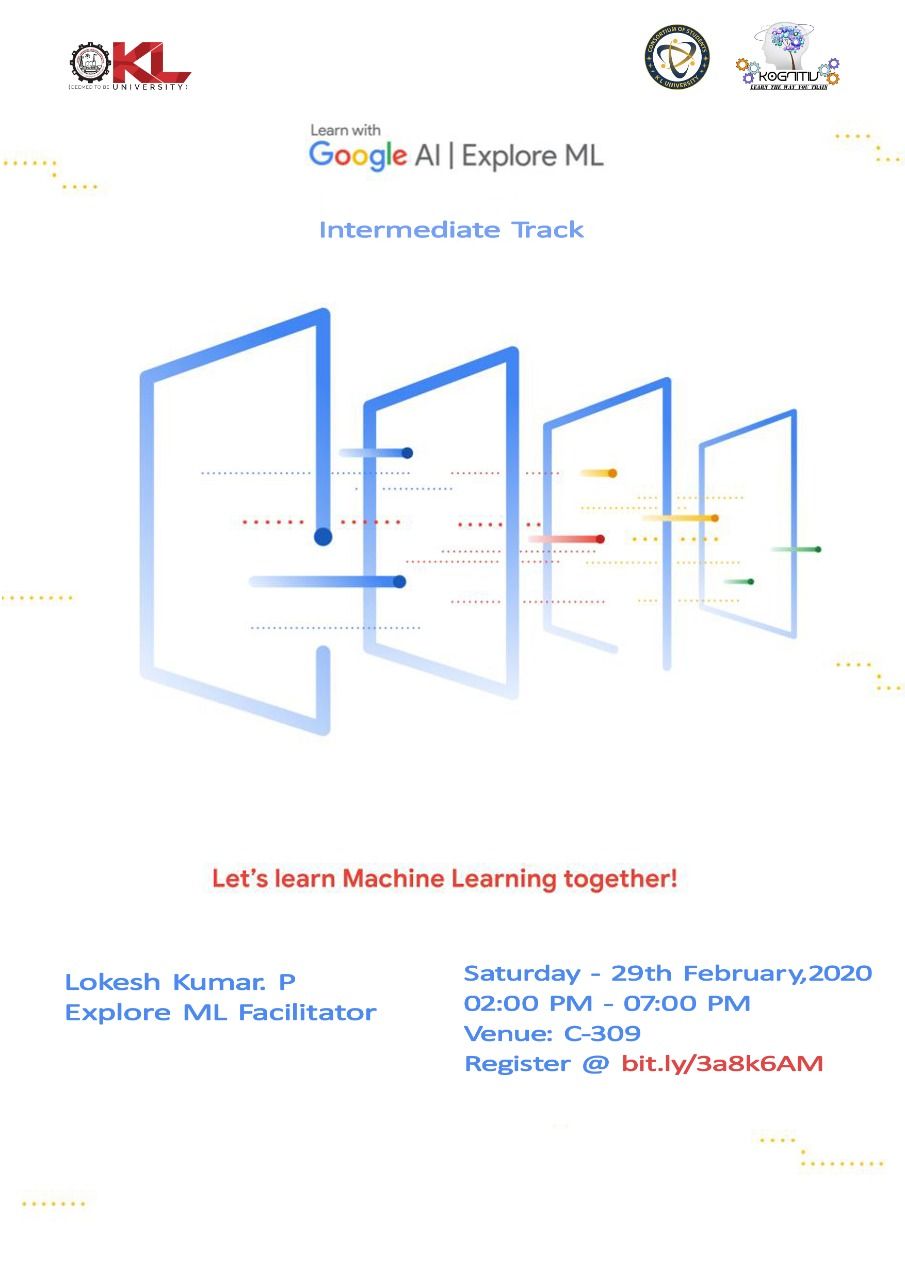 KL
(DEEMED TO BE UNIVERSITY)
CONSORTIUM OF STUDENTS
K L UNIVERSITY
KOGNITIV
LEARN THE WAY YOU TRAIN
Learn with
Google AI | Explore ML
Intermediate Track
Let's learn Machine Learning together!
Lokesh Kumar. P
Explore ML Facilitator
Saturday - 29th February,2020
02:00 PM - 07:00 PM
Venue: C-309
Register @ bit.ly/3a8k6AM